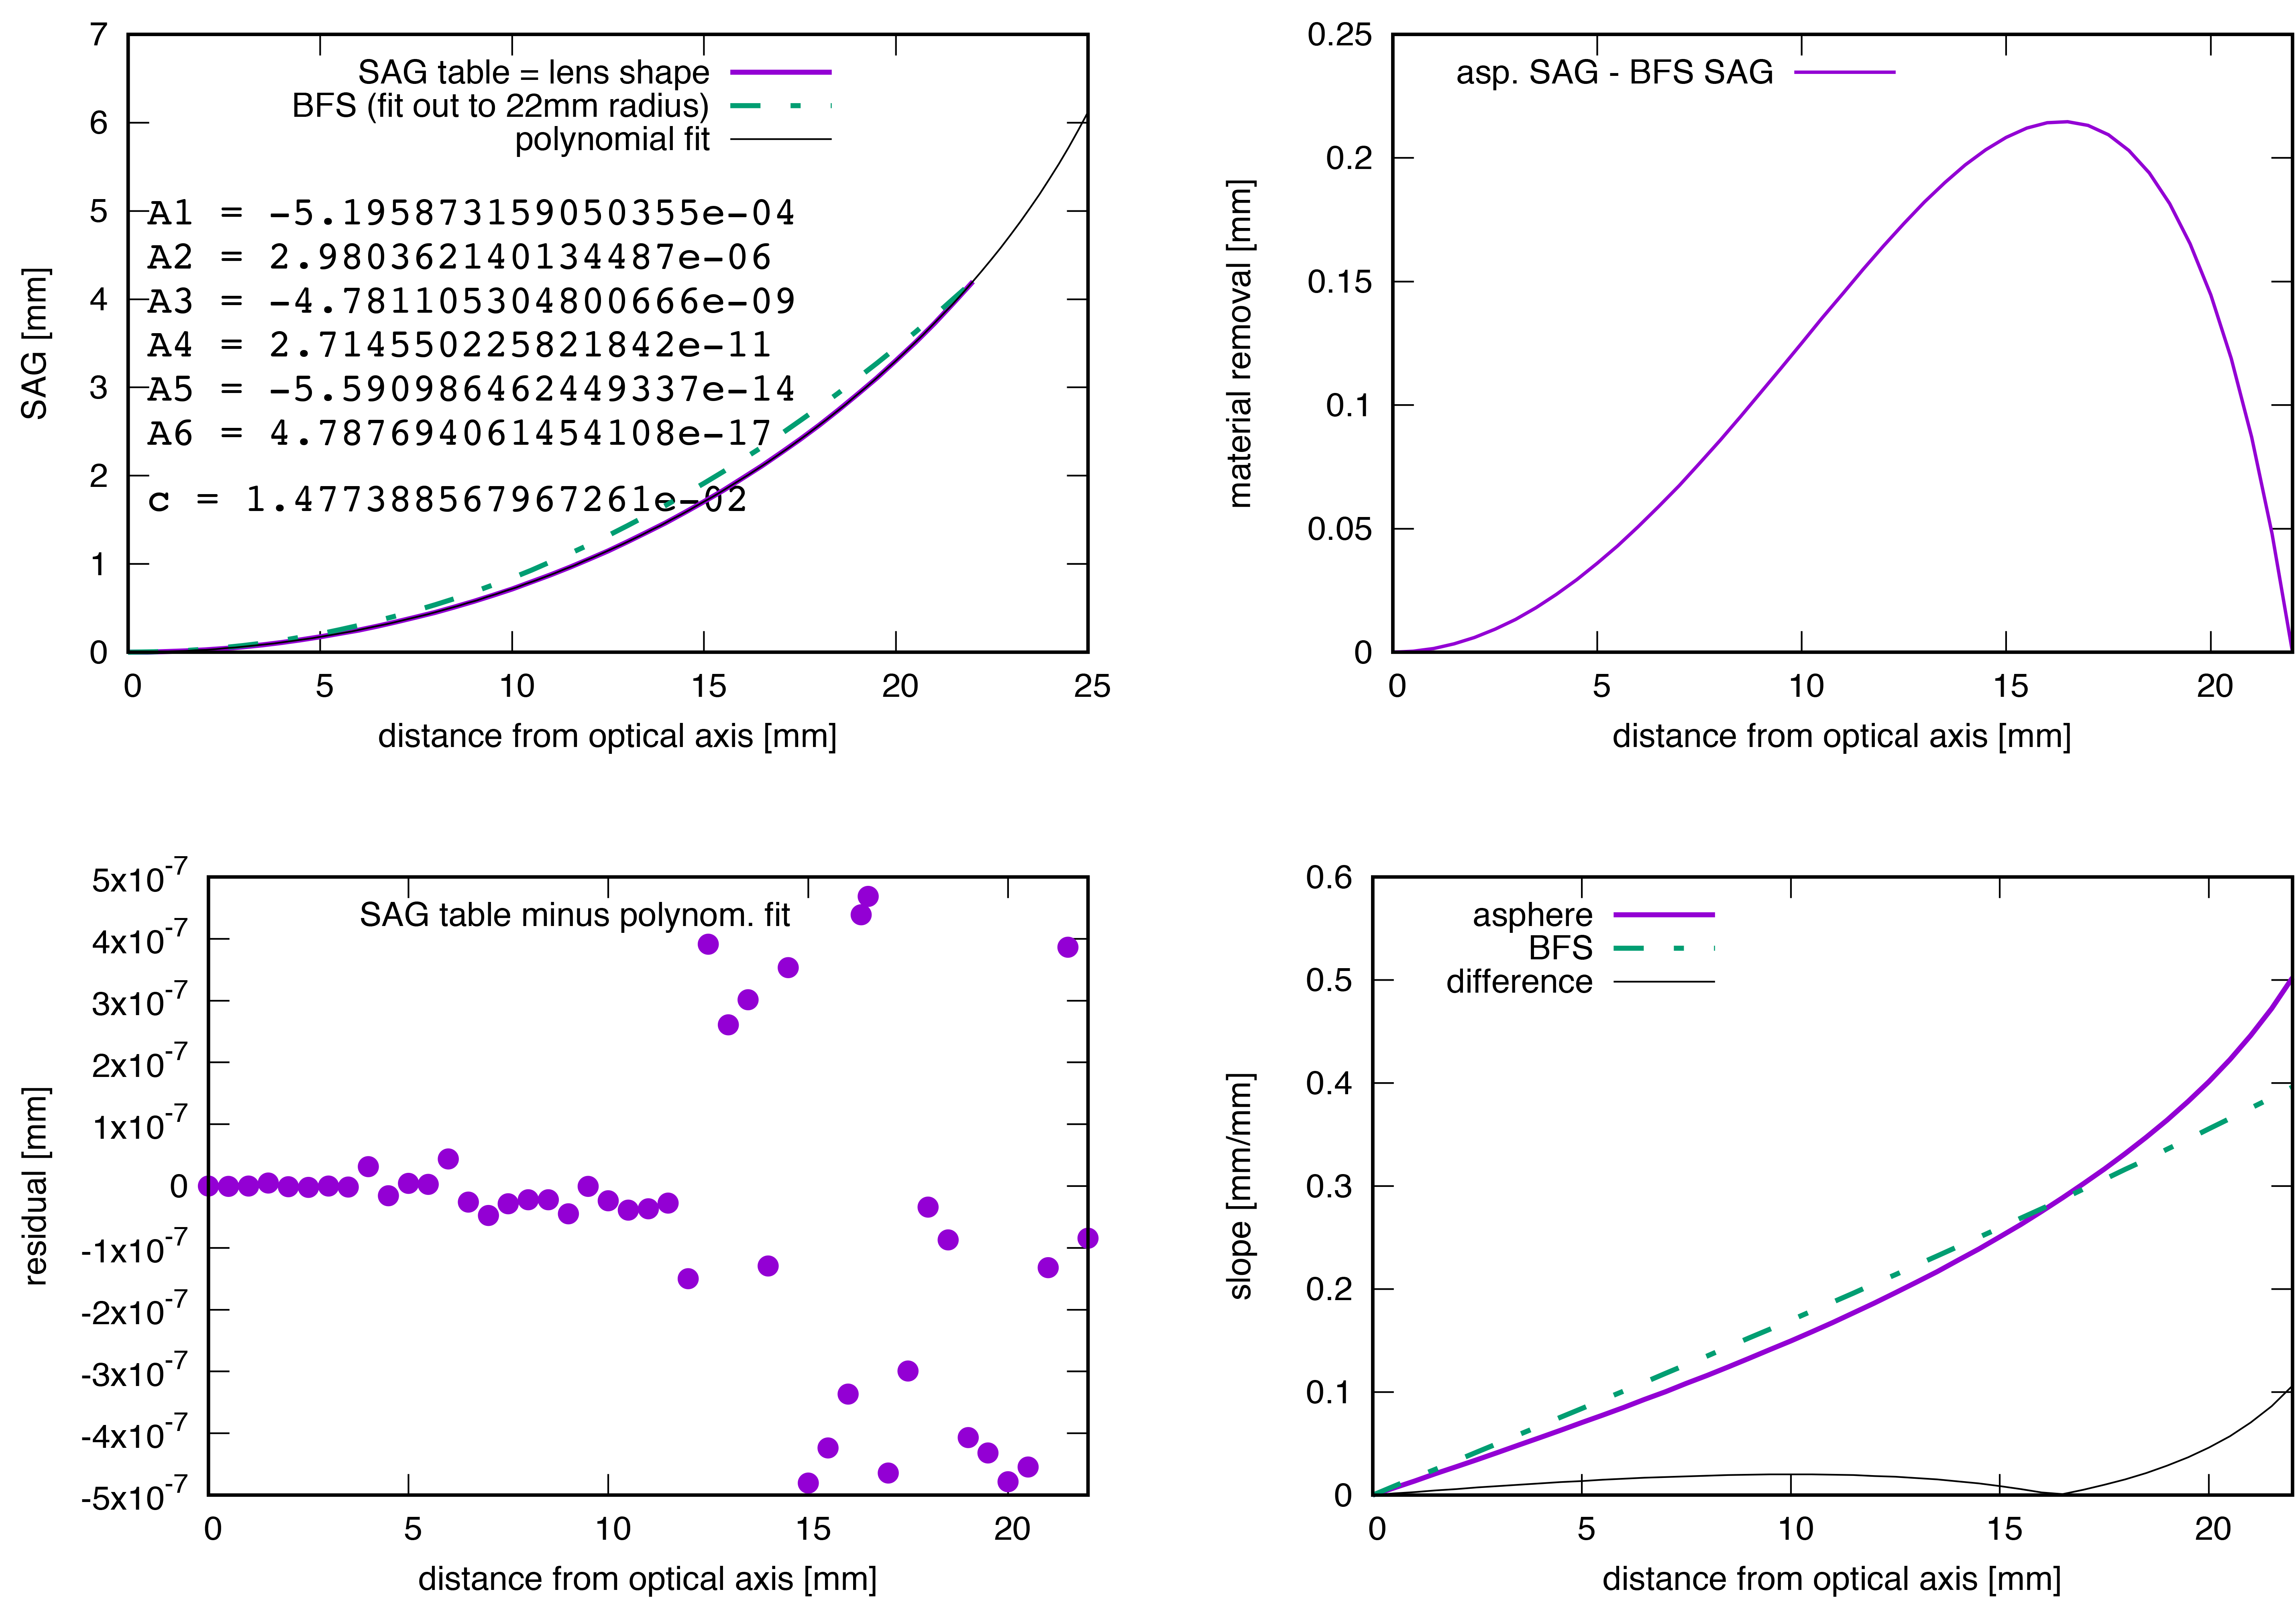 SAG [mm]
7
6
5
4
3
2
1
0
SAG table = lens shape
BFS (fit out to 22mm radius)
polynomial fit
A1 = -5.195873159050355e-04
A2 = 2.980362140134487e-06
A3 = -4.781105304800666e-09
A4 = 2.714550225821842e-11
A5 = -5.590986462449337e-14
A6 = 4.787694061454108e-17
c = 1.477388567967261e-02
0 5 10 15 20 25
distance from optical axis [mm]
material removal [mm]
0.25
0.2
0.15
0.1
0.05
0
asp. SAG - BFS SAG
0 5 10 15 20
distance from optical axis [mm]
residual [mm]
5x10-7
4x10-7
3x10-7
2x10-7
1x10-7
0
-1x10-7
-2x10-7
-3x10-7
-4x10-7
-5x10-7
SAG table minus polynom. fit
0 5 10 15 20
distance from optical axis [mm]
slope [mm/mm]
0.6
0.5
0.4
0.3
0.2
0.1
0
asphere
BFS
difference
0 5 10 15 20
distance from optical axis [mm]